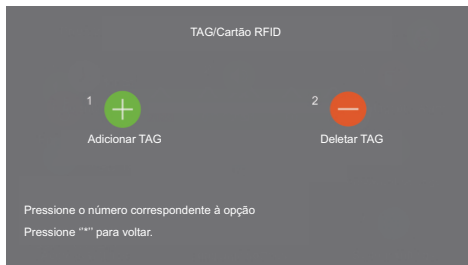 TAG/Cartão RFID
1
2
Adicionar TAG
Deletar TAG
Pressione o número correspondente à opção
Pressione ‘’*’’ para voltar.